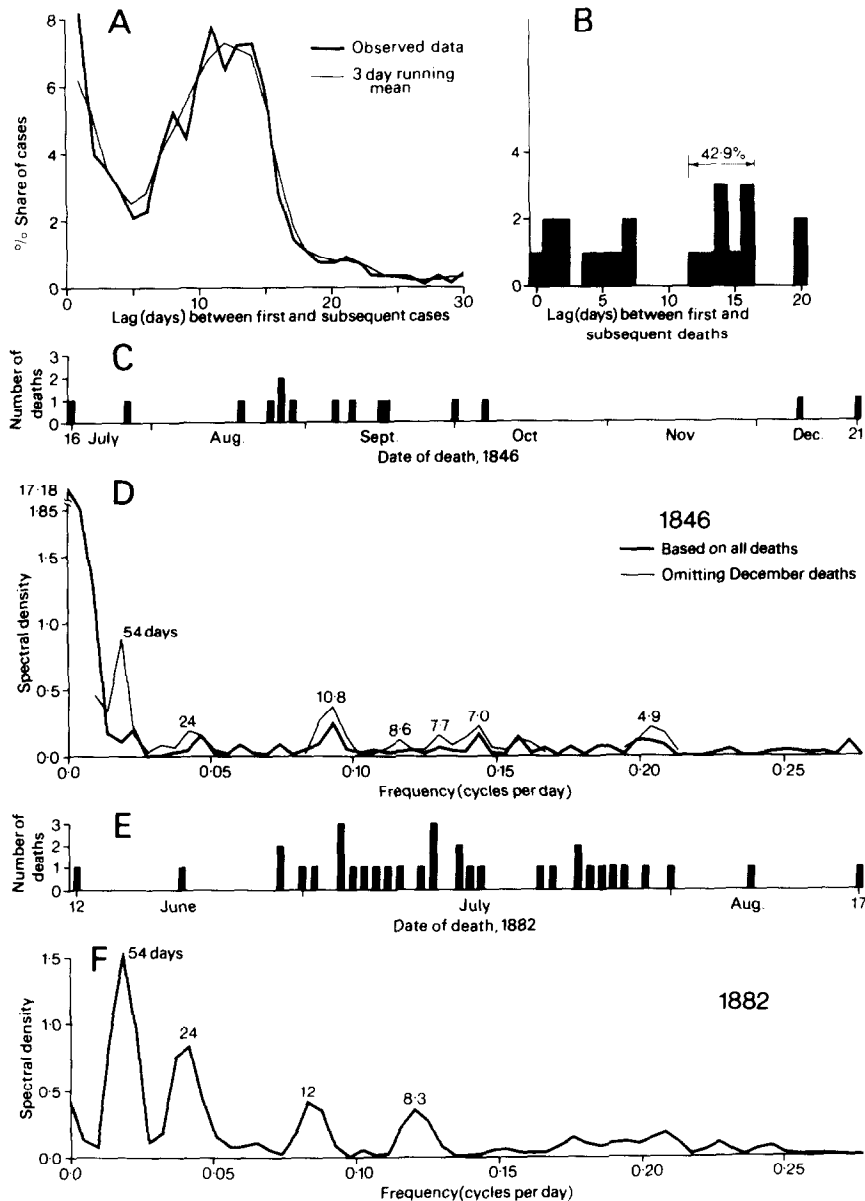 A
8
6
4
2
0
% Share of cases
Observed data
3 day running
mean
0
10
20
30
Lag (days) between first and subsequent cases
B
4
2
0
42·9%
0
5
10
15
20
Lag (days) between first and
subsequent deaths
C
Number of
deaths
3
2
1
0
16 July
Aug.
Sept.
Oct
Nov
Dec. 21
Date of death, 1846
D
17·18
1·85
1·5
1·0
0·5
0·0
Spectral density
1846
Based on all deaths
Omitting December deaths
54 days
24
10·8
8·6
7·7
7·0
4·9
0·0
0·05
0·10
0·15
0·20
0·25
Frequency (cycles per day)
E
Number of
deaths
3
2
1
0
12
June
July
Aug.
17
Date of death, 1882
F
1·5
1·0
0·5
0·0
Spectral density
54 days
24
12
8·3
1882
0·0
0·05
0·10
0·15
0·20
0·25
Frequency (cycles per day)